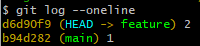 $ git log --oneline
d6d90f9 (HEAD -> feature) 2
b94d282 (main) 1